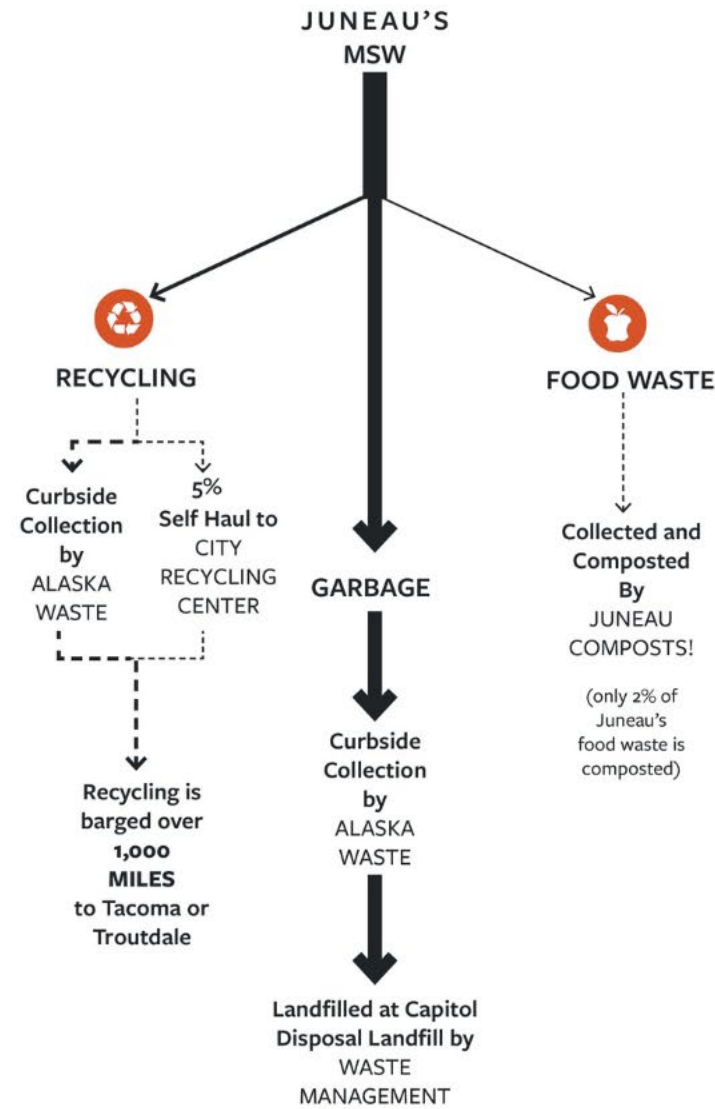 JUNEAU'S
MSW
RECYCLING
Curbside
Collection
by
ALASKA
WASTE
5%
Self Haul to
CITY
RECYCLING
CENTER
Recycling is
barged over
1,000
MILES
to Tacoma or
Troutdale
GARBAGE
Curbside
Collection
by
ALASKA
WASTE
Landfilled at Capitol
Disposal Landfill by
WASTE
MANAGEMENT
FOOD WASTE
Collected and
Composted
By
JUNEAU
COMPOSTS!
(only 2% of
Juneau's
food waste is
composted)